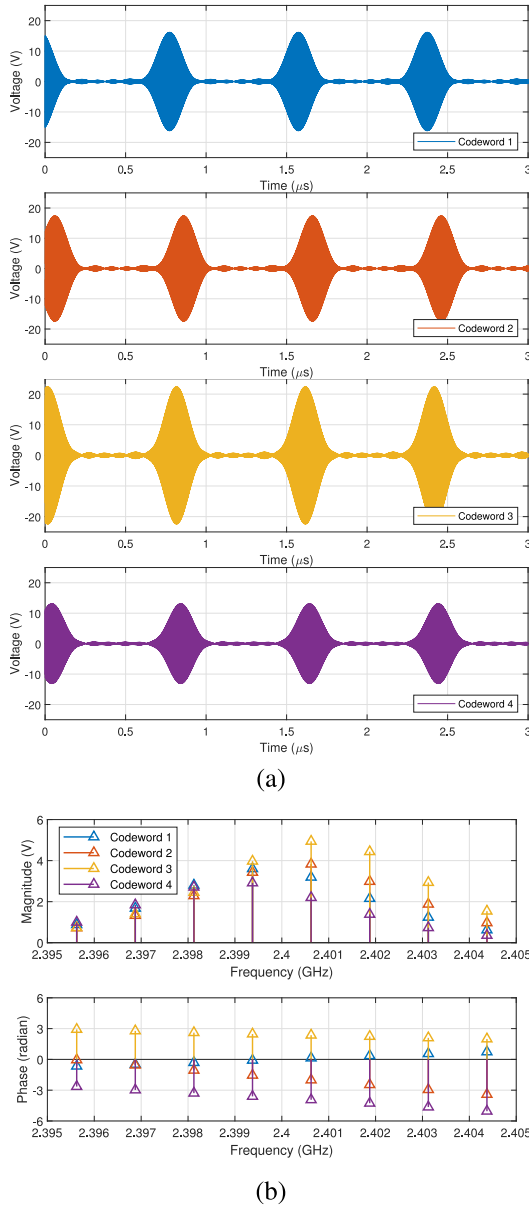 20
10
0
-10
-20
Voltage (V)
Codeword 1
0 0.5 1 1.5 2 2.5 3
Time (μs)
20
10
0
-10
-20
Voltage (V)
Codeword 2
0 0.5 1 1.5 2 2.5 3
Time (μs)
20
10
0
-10
-20
Voltage (V)
Codeword 3
0 0.5 1 1.5 2 2.5 3
Time (μs)
20
10
0
-10
-20
Voltage (V)
Codeword 4
0 0.5 1 1.5 2 2.5 3
Time (μs)
(a)
6
4
2
0
Magnitude (V)
Codeword 1
Codeword 2
Codeword 3
Codeword 4
2.395 2.396 2.397 2.398 2.399 2.4 2.401 2.402 2.403 2.404 2.405
Frequency (GHz)
6
3
0
-3
-6
Phase (radian)
2.395 2.396 2.397 2.398 2.399 2.4 2.401 2.402 2.403 2.404 2.405
Frequency (GHz)
(b)